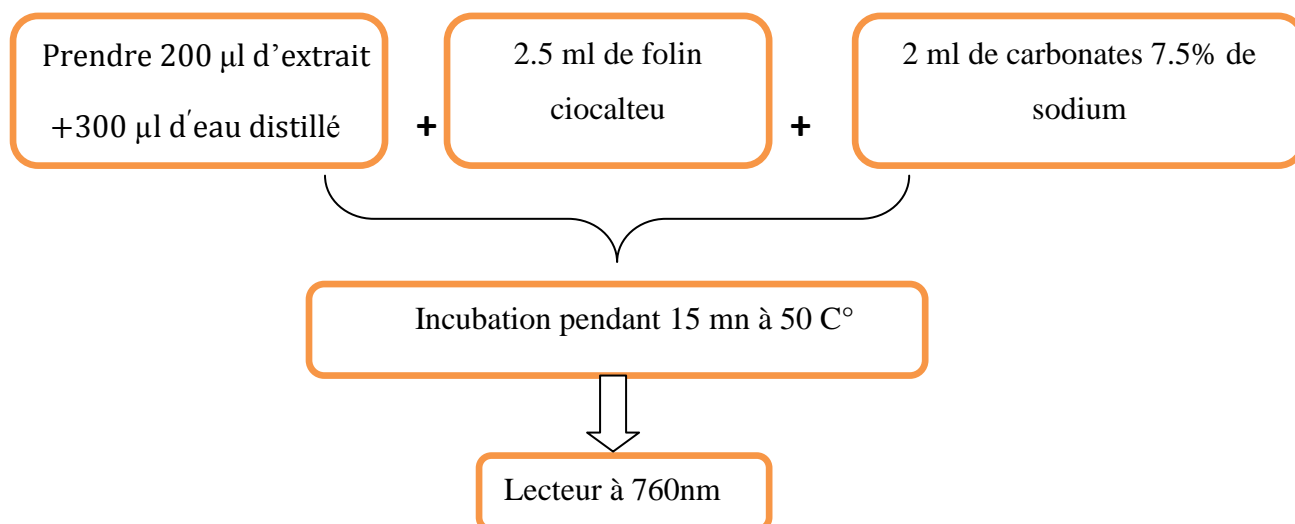 Prendre 200 µl d’extrait
+300 µl d′eau distillé
+
2.5 ml de folin
ciocalteu
+
2 ml de carbonates 7.5% de
sodium
Incubation pendant 15 mn à 50 C°
Lecteur à 760nm